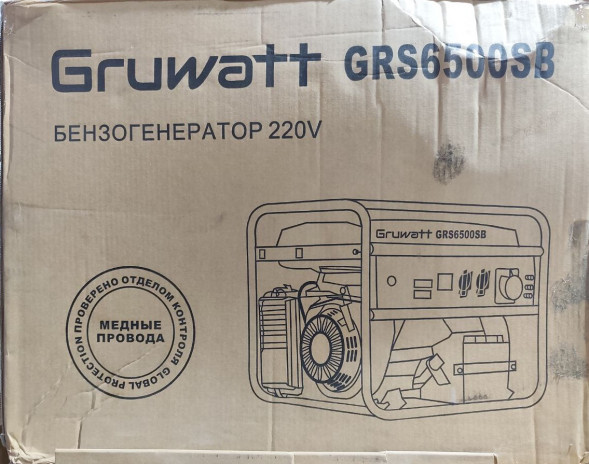 Gruwatt GRS6500SB
БЕНЗОГЕНЕРАТОР 220V
Gruwatt GRS6500SB
ПРОВЕРЕНО ОТДЕЛОМ КОНТРОЛЯ GLOBAL PROTECTION
МЕДНЫЕ
ПРОВОДА